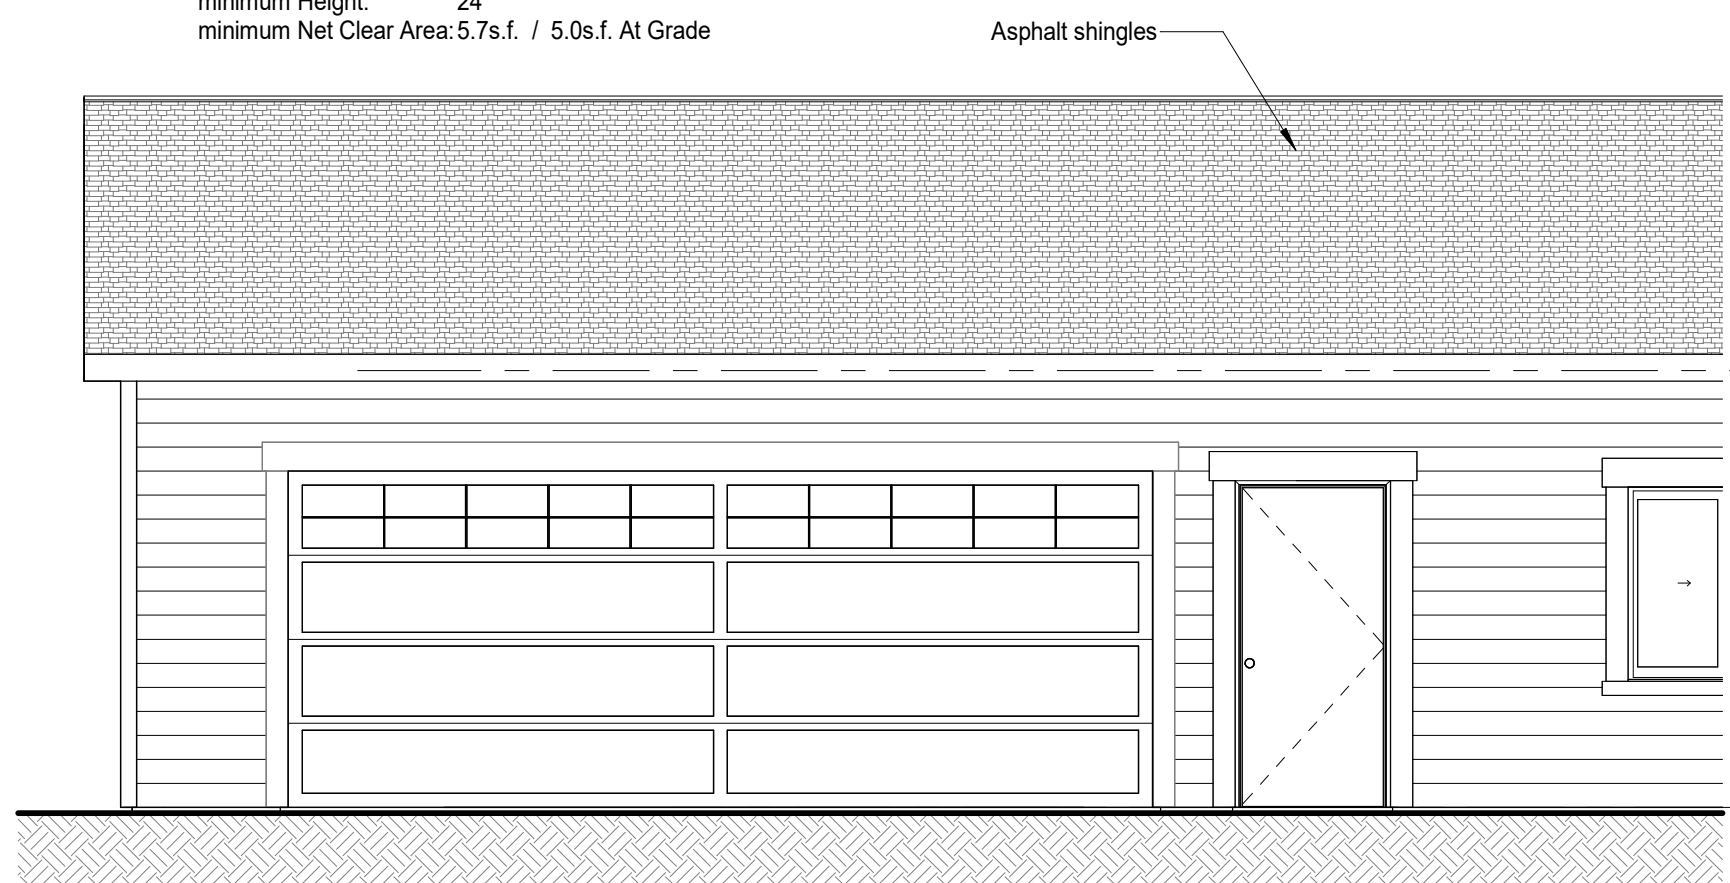 minimum Height: 24"
minimum Net Clear Area: 5.7s.f. / 5.0s.f. At Grade
Asphalt shingles